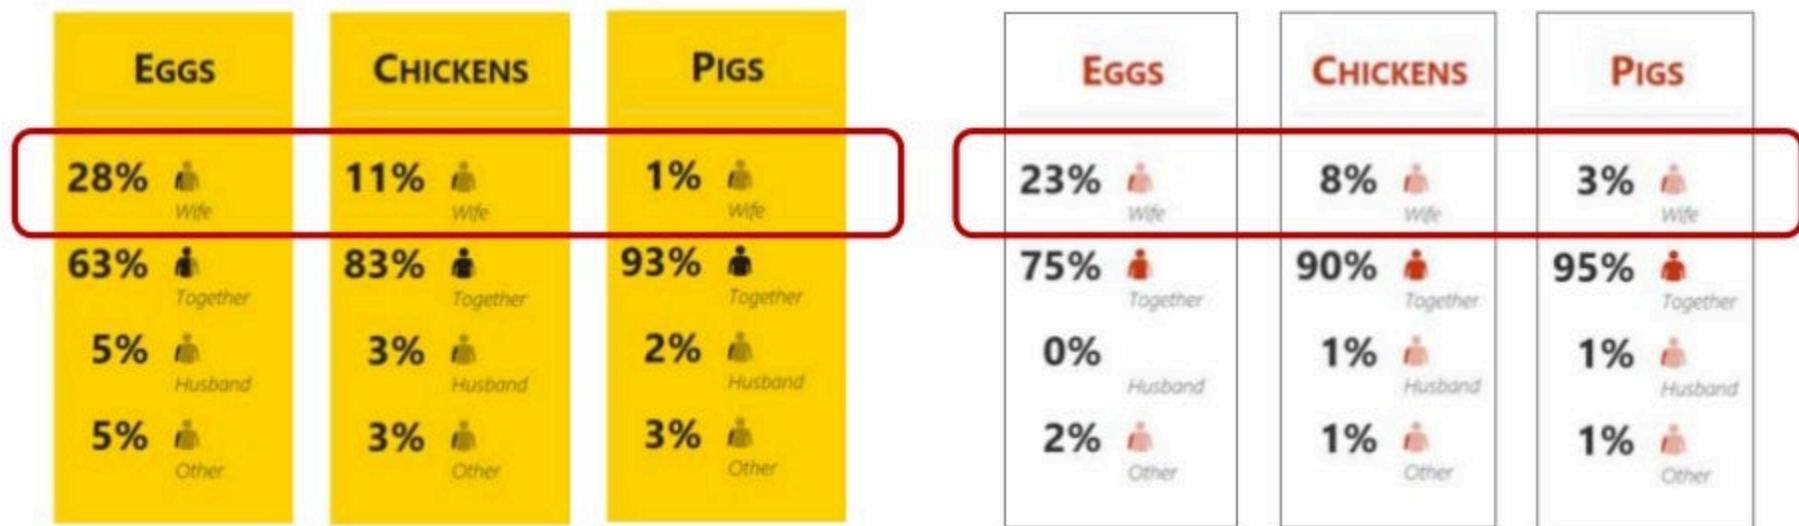 EGGS
28%
Wife
63%
Together
5%
Husband
5%
Other
CHICKENS
11%
Wife
83%
Together
3%
Husband
3%
Other
PIGS
1%
Wife
93%
Together
2%
Husband
3%
Other
EGGS
23%
Wife
75%
Together
0%
Husband
2%
Other
CHICKENS
8%
Wife
90%
Together
1%
Husband
1%
Other
PIGS
3%
Wife
95%
Together
1%
Husband
1%
Other